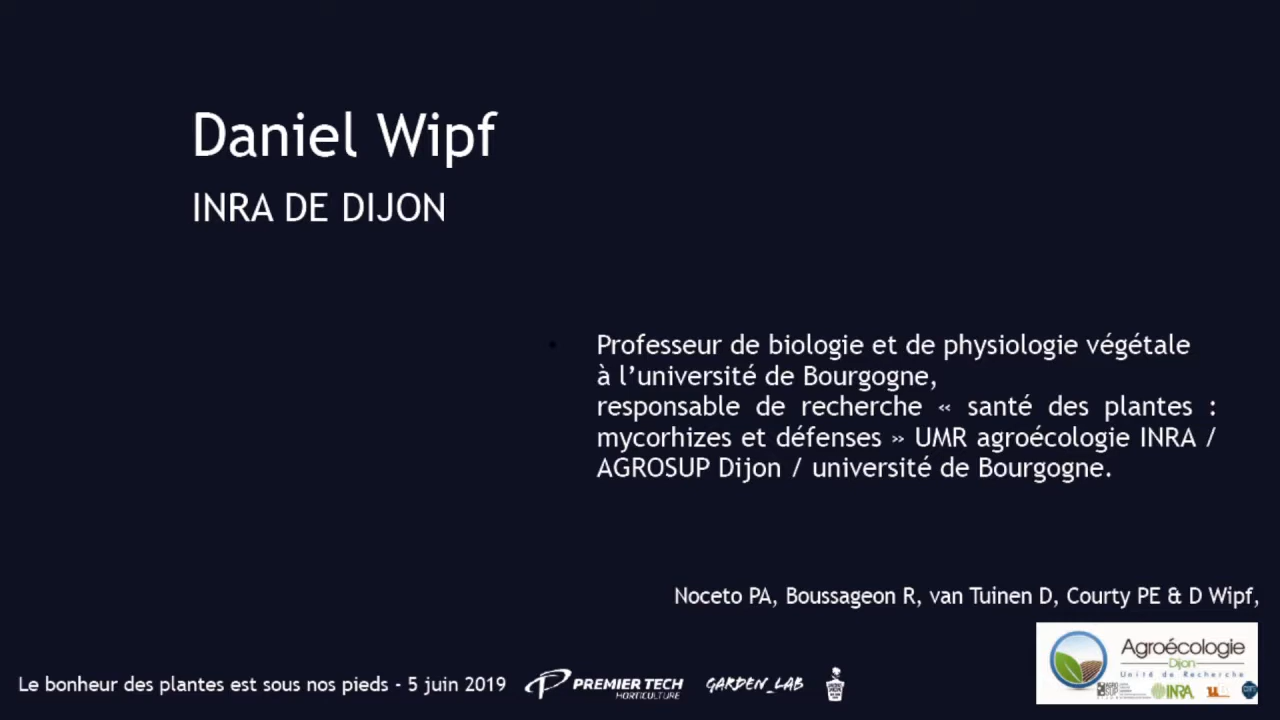 Daniel Wipf
INRA DE DIJON
Professeur de biologie et de physiologie végétale
à l’université de Bourgogne,
responsable de recherche « santé des plantes :
mycorhizes et défenses » UMR agroécologie INRA /
AGROSUP Dijon / université de Bourgogne.
Noceto PA, Boussageon R, van Tuinen D, Courty PE & D Wipf,
Agroécologie
Dijon
Unité de Recherche
INRA
Le bonheur des plantes est sous nos pieds - 5 juin 2019
PREMIER TECH
HORTICULTURE
GARDEN_LAB